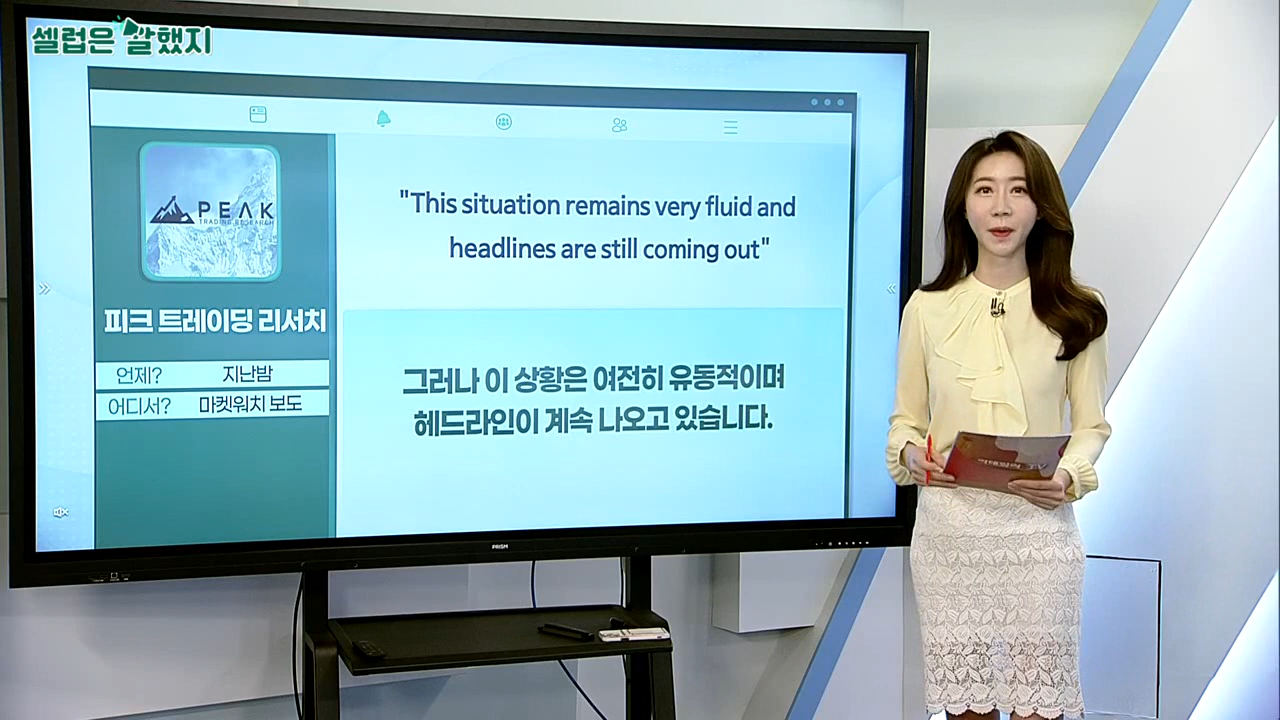 셀럽은 말했지
PEAK
TRADING RESEARCH
"This situation remains very fluid and
headlines are still coming out"
피크 트레이딩 리서치
언제? 지난밤
어디서? 마켓워치 보도
그러나 이 상황은 여전히 유동적이며
헤드라인이 계속 나오고 있습니다.
PRISM